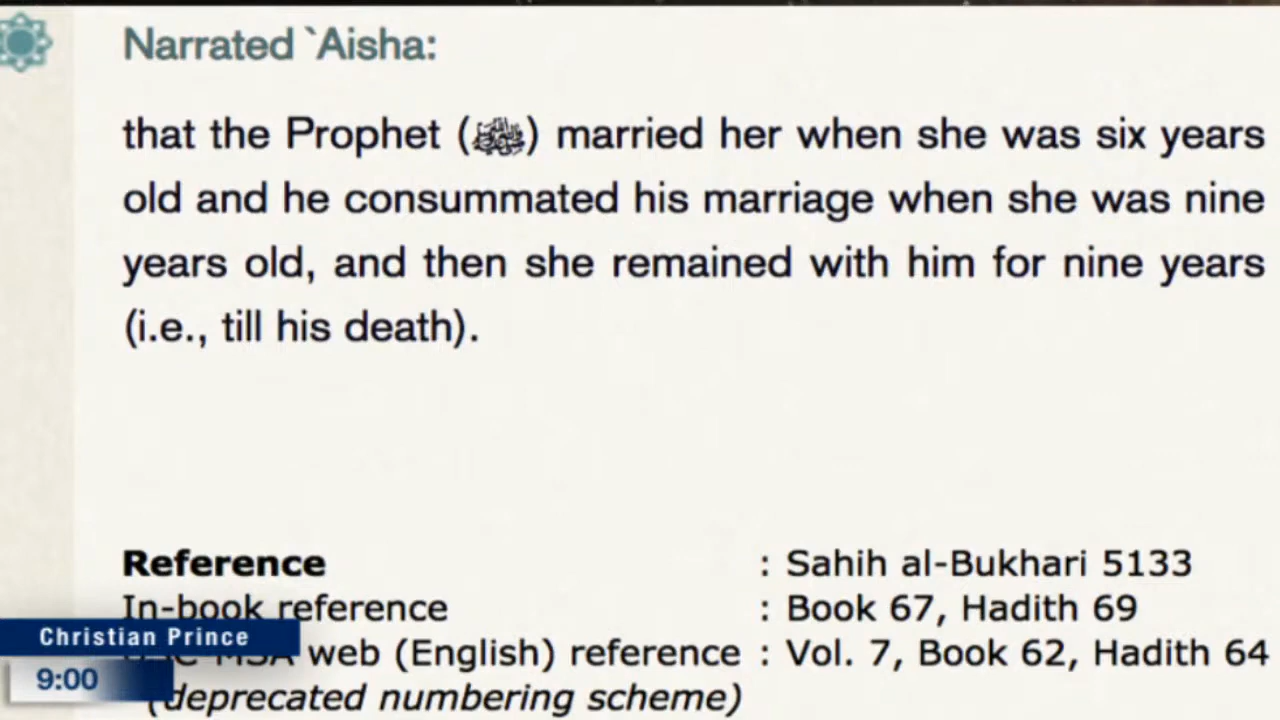 Narrated `Aisha:
that the Prophet (ﷺ) married her when she was six years
old and he consummated his marriage when she was nine
years old, and then she remained with him for nine years
(i.e., till his death).
Reference : Sahih al-Bukhari 5133
In-book reference : Book 67, Hadith 69
web (English) reference : Vol. 7, Book 62, Hadith 64
(deprecated numbering scheme)
Christian Prince
9:00